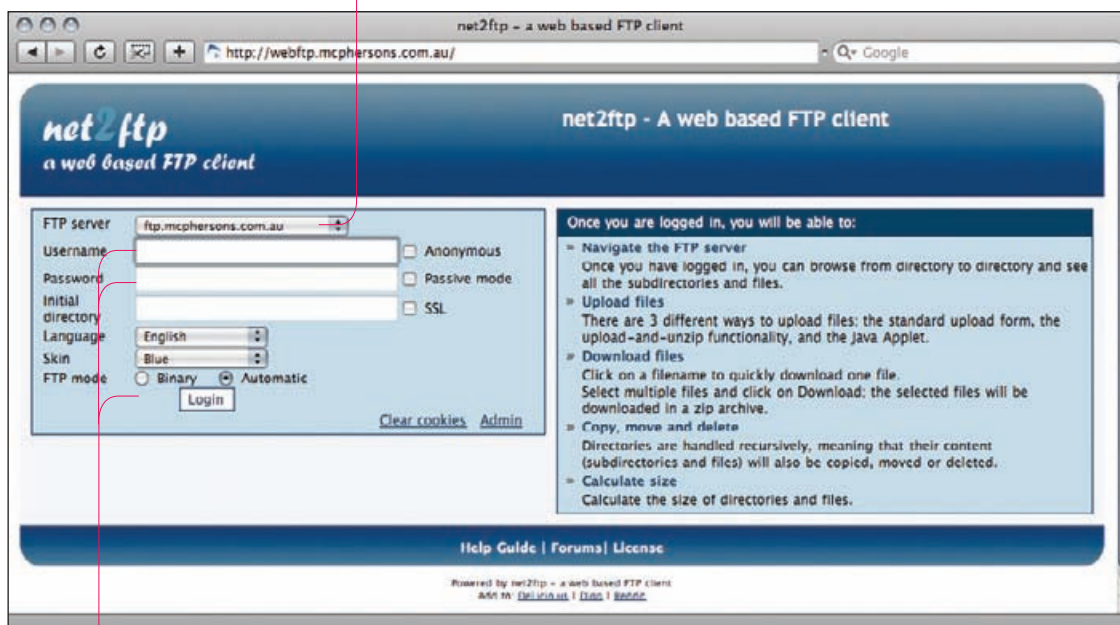 net2ftp – a web based FTP client
http://webftp.mcphersons.com.au/
Google
net2ftp
a web based FTP client
net2ftp - A web based FTP client
FTP server
ftp.mcphersons.com.au
Username
Anonymous
Password
Passive mode
Initial
directory
SSL
Language
English
Skin
Blue
FTP mode
Binary
Automatic
Login
Clear cookies
Admin
Once you are logged in, you will be able to:
» Navigate the FTP server
Once you have logged in, you can browse from directory to directory and see
all the subdirectories and files.
» Upload files
There are 3 different ways to upload files: the standard upload form, the
upload-and-unzip functionality, and the Java Applet.
» Download files
Click on a filename to quickly download one file.
Select multiple files and click on Download; the selected files will be
downloaded in a zip archive.
» Copy, move and delete
Directories are handled recursively, meaning that their content
(subdirectories and files) will also be copied, moved or deleted.
» Calculate size
Calculate the size of directories and files.
Help Guide | Forums| License
Powered by net2ftp – a web based FTP client
Add to: Del.icio.us | Digg | Reddit